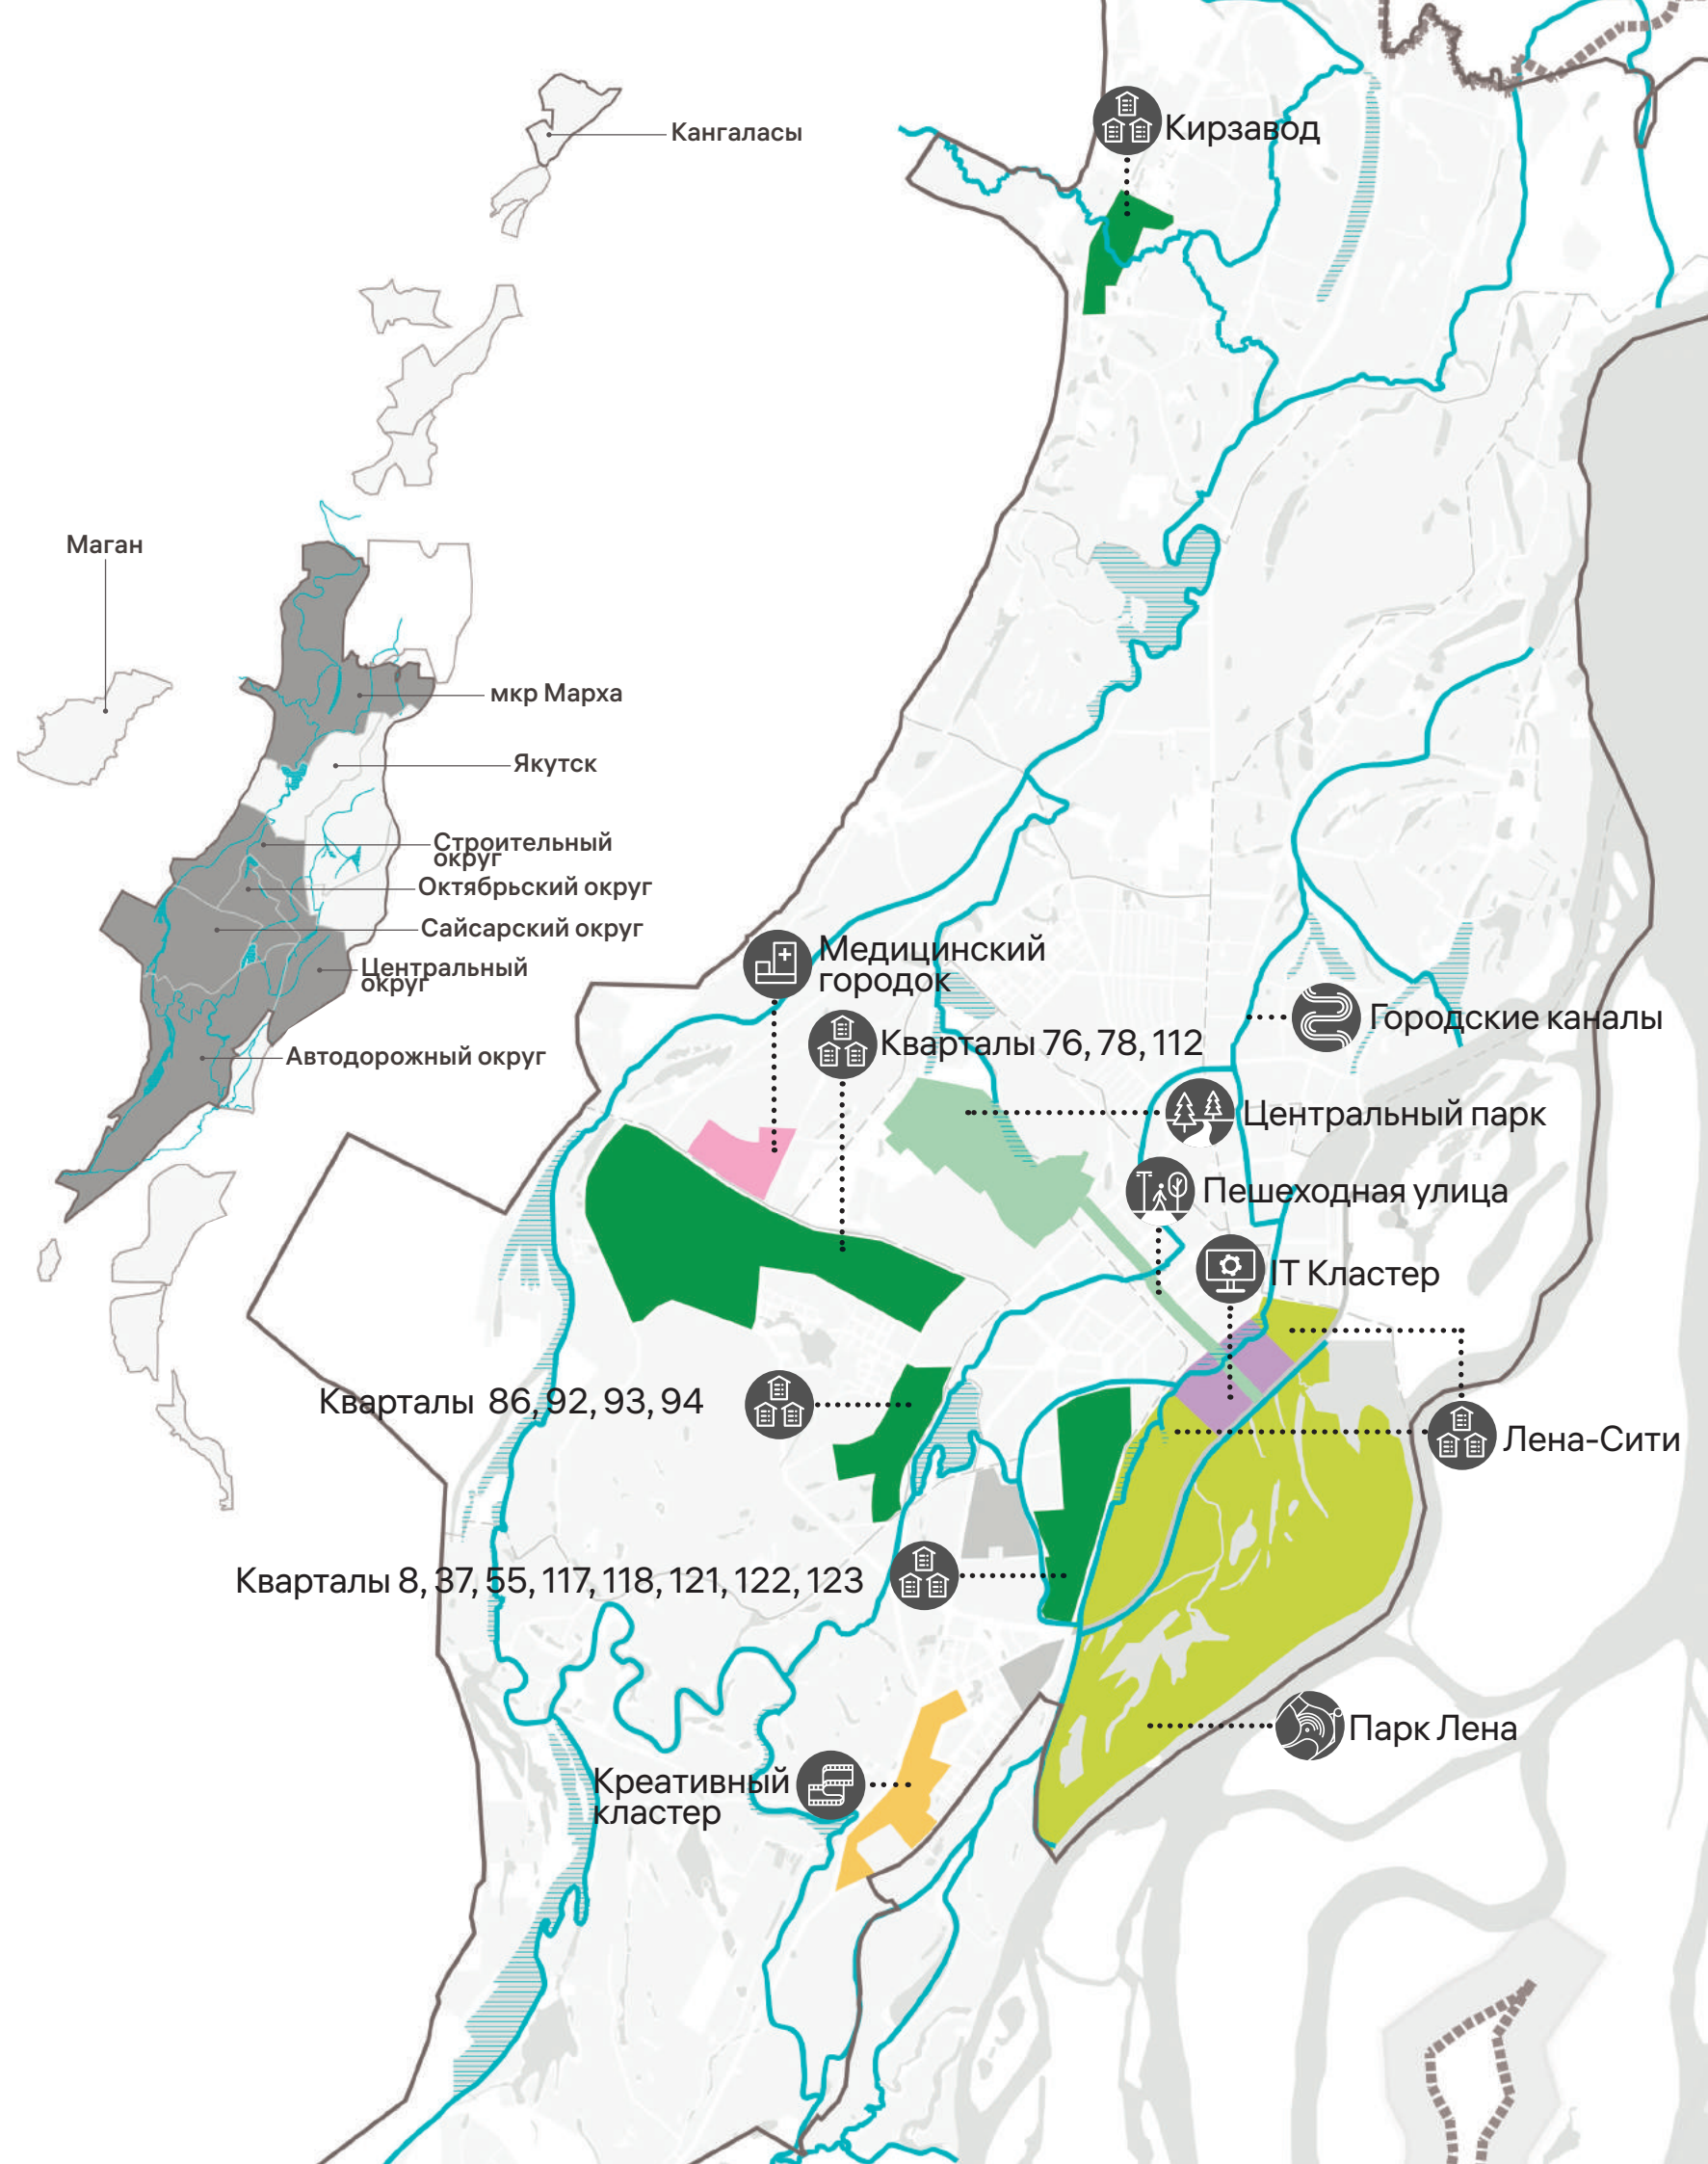 Кирзавод
Кангаласы
Маган
мкр Марха
Якутск
Строительный
округ
Октябрьский округ
Сайсарский округ
Центральный
округ
Автодорожный округ
Медицинский
городок
Городские каналы
Кварталы 76, 78, 112
Центральный парк
Пешеходная улица
IT Кластер
Кварталы 86, 92, 93, 94
Лена-Сити
Кварталы 8, 37, 55, 117, 118, 121, 122, 123
Парк Лена
Креативный
кластер